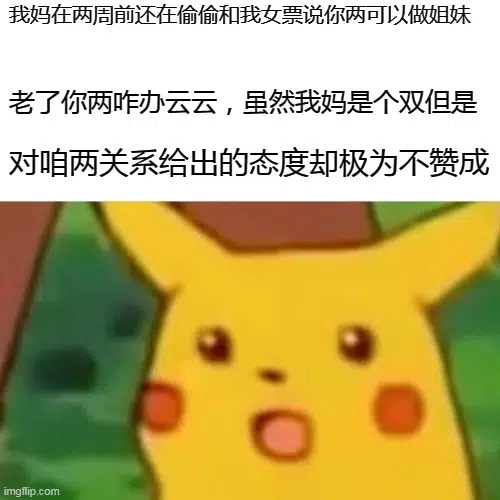 我妈在两周前还在偷偷和我女票说你两可以做姐妹
老了你两咋办云云，虽然我妈是个双但是
对咱两关系给出的态度却极为不赞成
imgflip.com